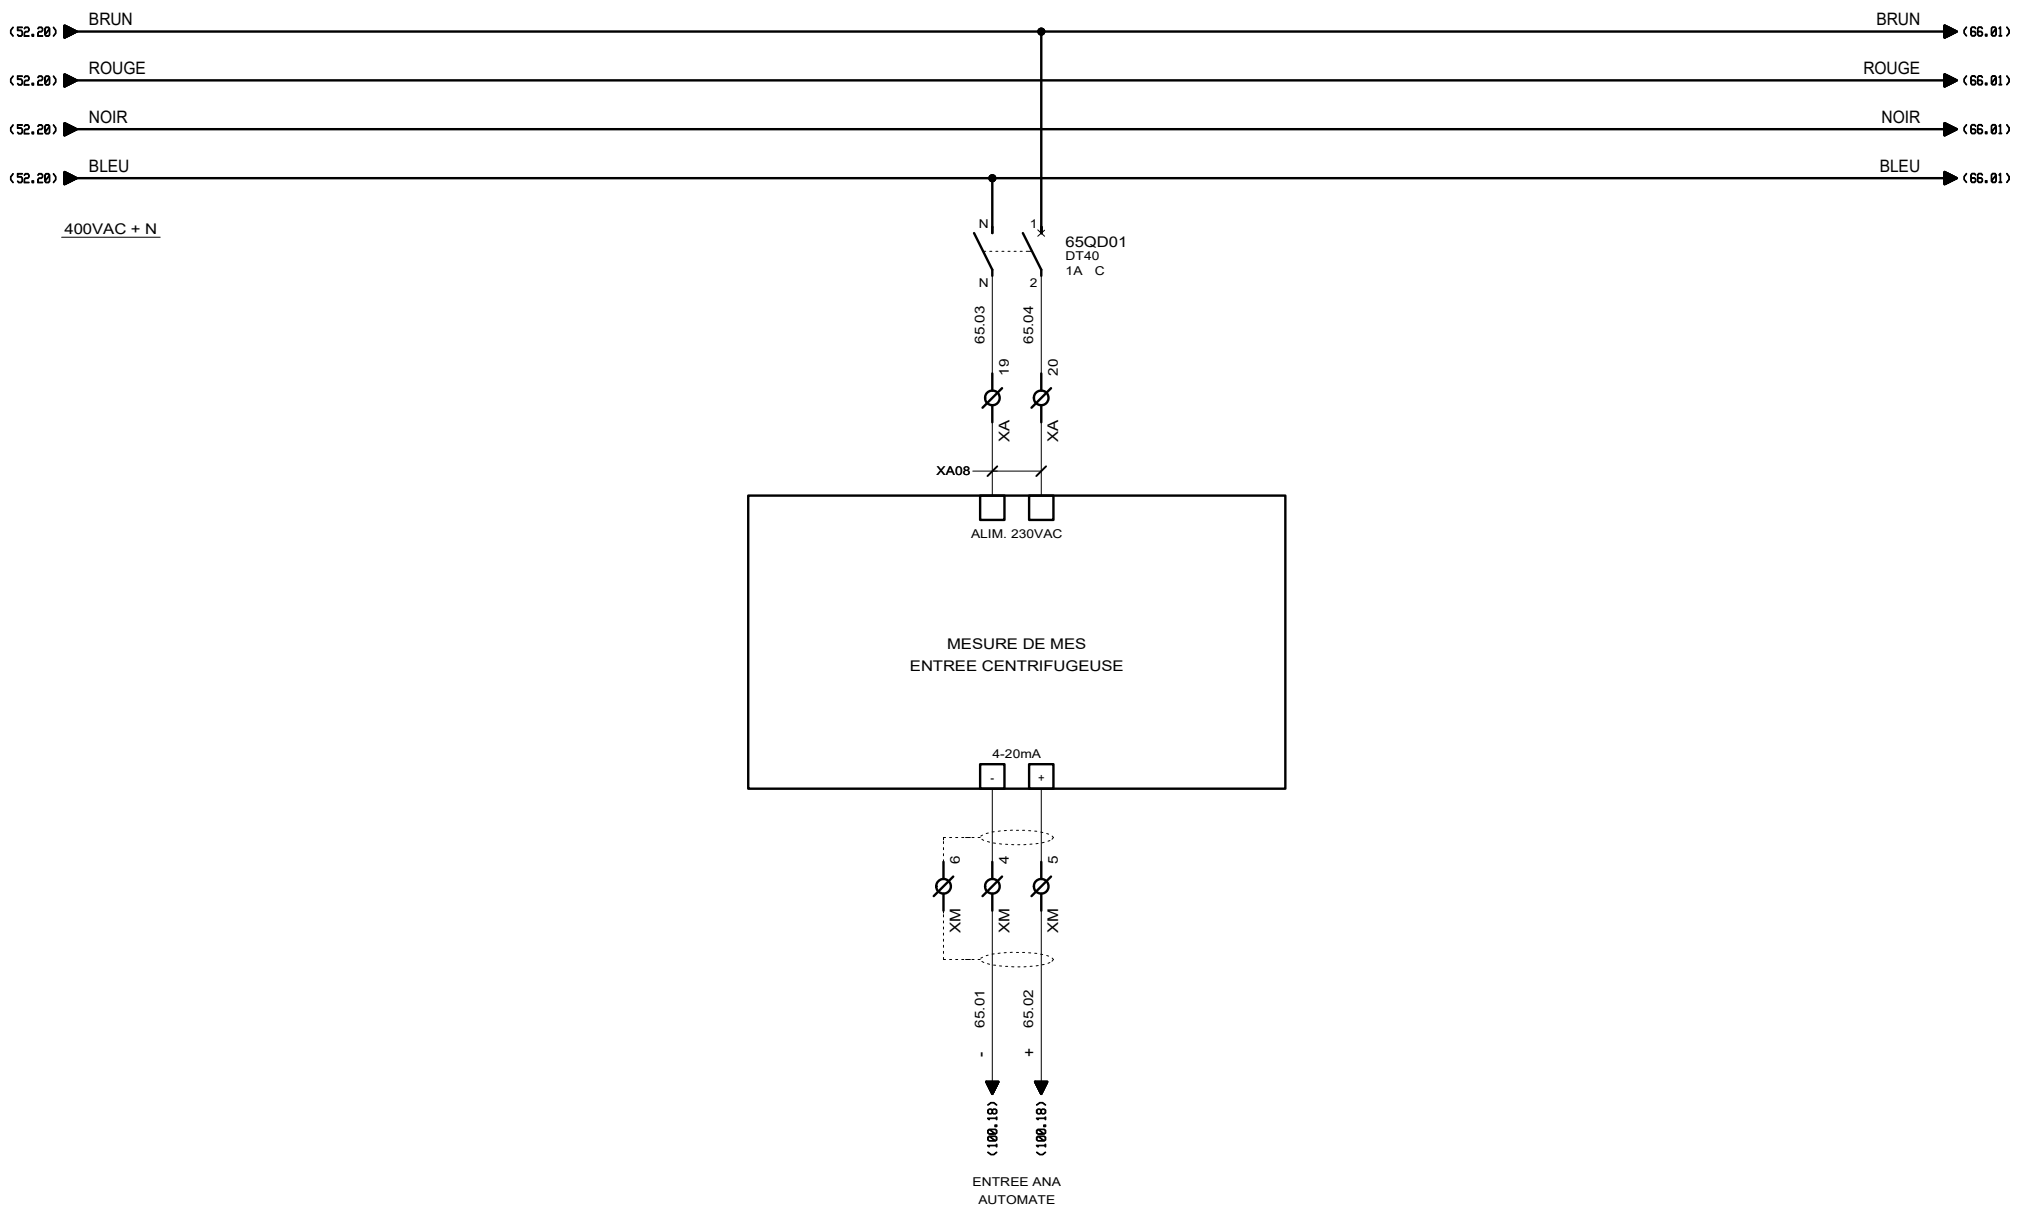 BRUN BRUN
(52.20) (66.01)
ROUGE ROUGE
(52.20) (66.01)
NOIR NOIR
(52.20) (66.01)
BLEU BLEU
(52.20) (66.01)
400VAC + N
N 1
65QD01
DT40
1A C
N 2
65.03 65.04
19 20
XA XA
XA08
ALIM. 230VAC
MESURE DE MES
ENTREE CENTRIFUGEUSE
4-20mA
- +
6 4 5
XM XM XM
65.01 65.02
- +
(100.18) (100.18)
ENTREE ANA
AUTOMATE